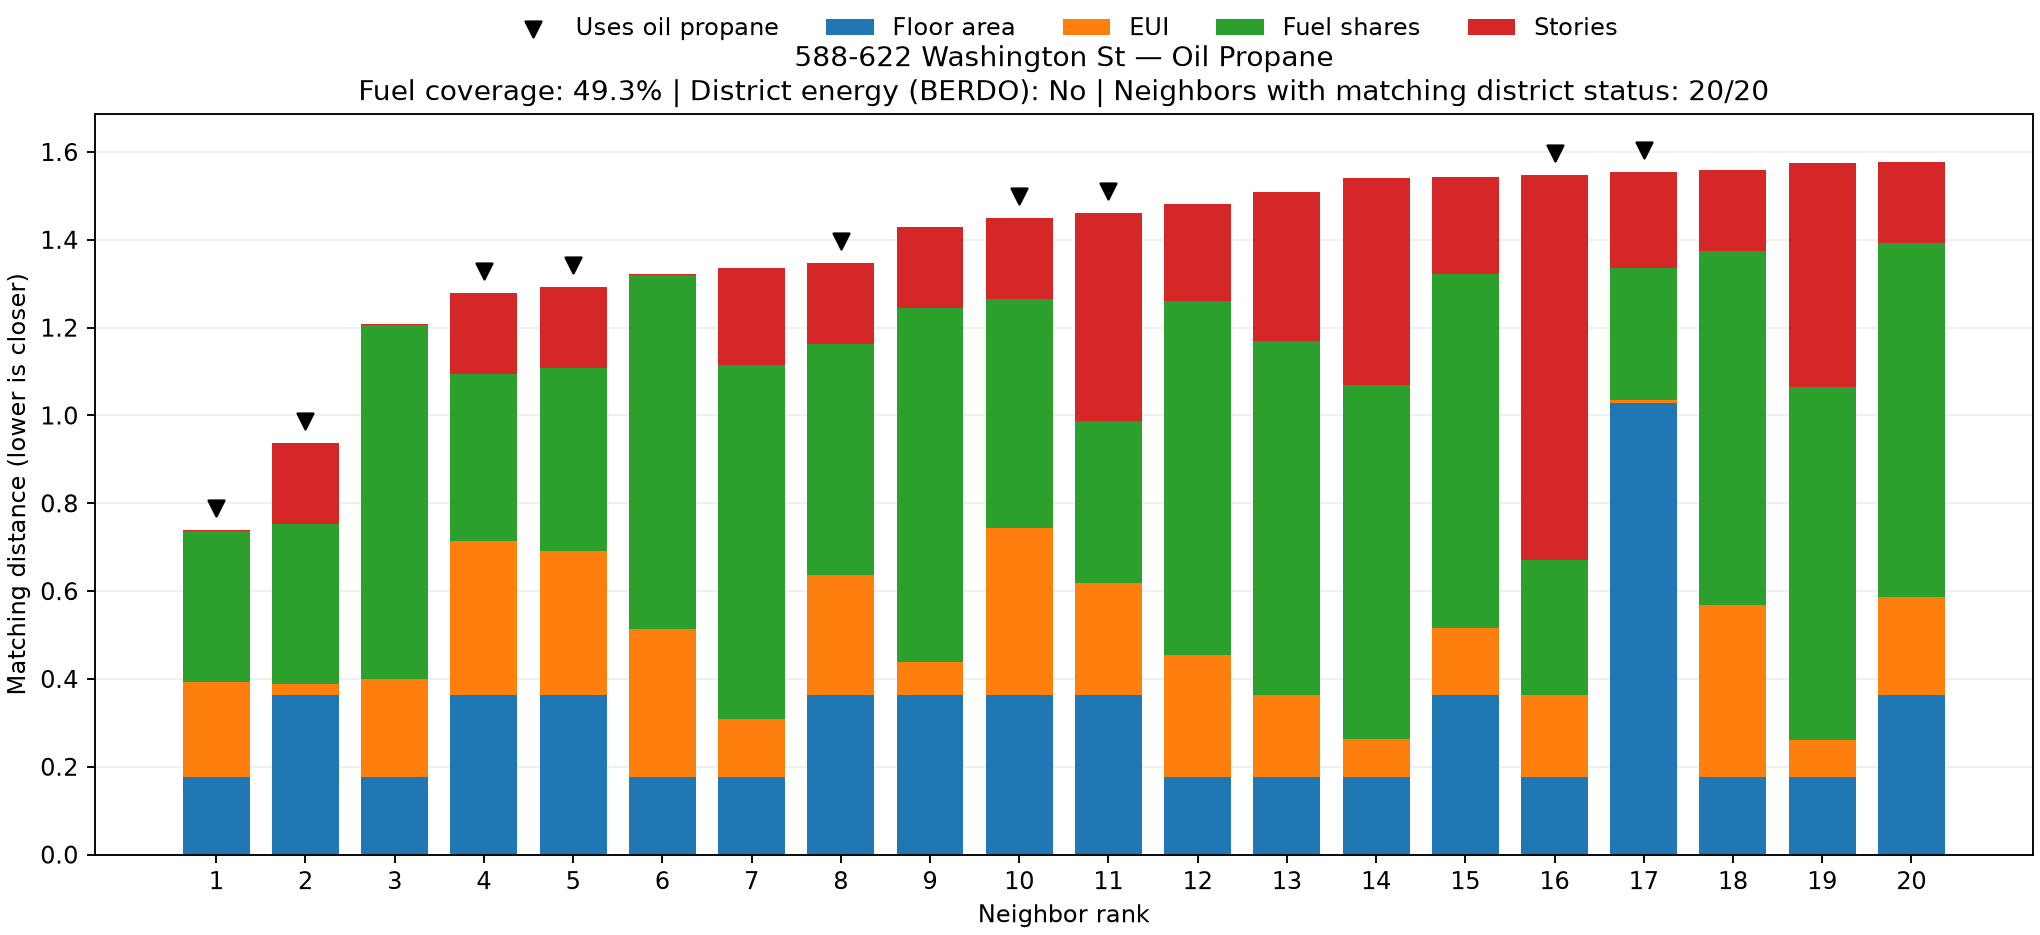 Uses oil propane Floor area EUI Fuel shares Stories
588-622 Washington St — Oil Propane
Fuel coverage: 49.3% | District energy (BERDO): No | Neighbors with matching district status: 20/20
Matching distance (lower is closer)
1.6
1.4
1.2
1.0
0.8
0.6
0.4
0.2
0.0
1 2 3 4 5 6 7 8 9 10 11 12 13 14 15 16 17 18 19 20
Neighbor rank